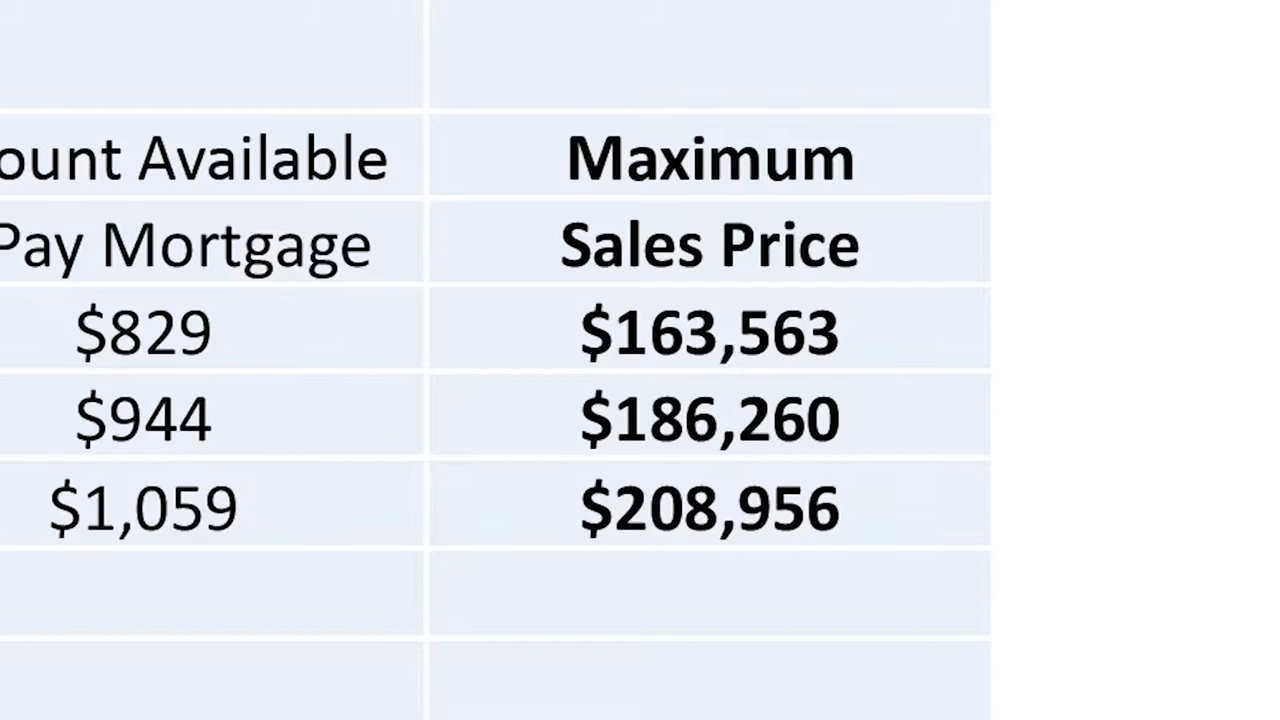 ount Available Maximum
Pay Mortgage Sales Price
$829 $163,563
$944 $186,260
$1,059 $208,956